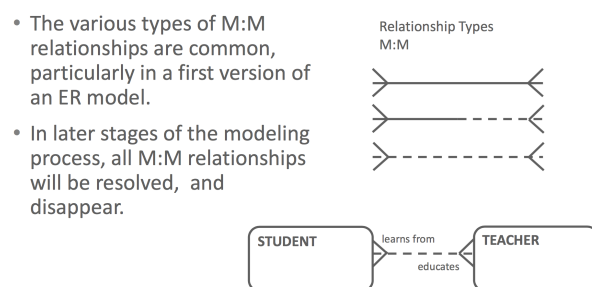 • The various types of M:M
relationships are common,
particularly in a first version of
an ER model.
• In later stages of the modeling
process, all M:M relationships
will be resolved, and
disappear.
Relationship Types
M:M
STUDENT
learns from
educates
TEACHER